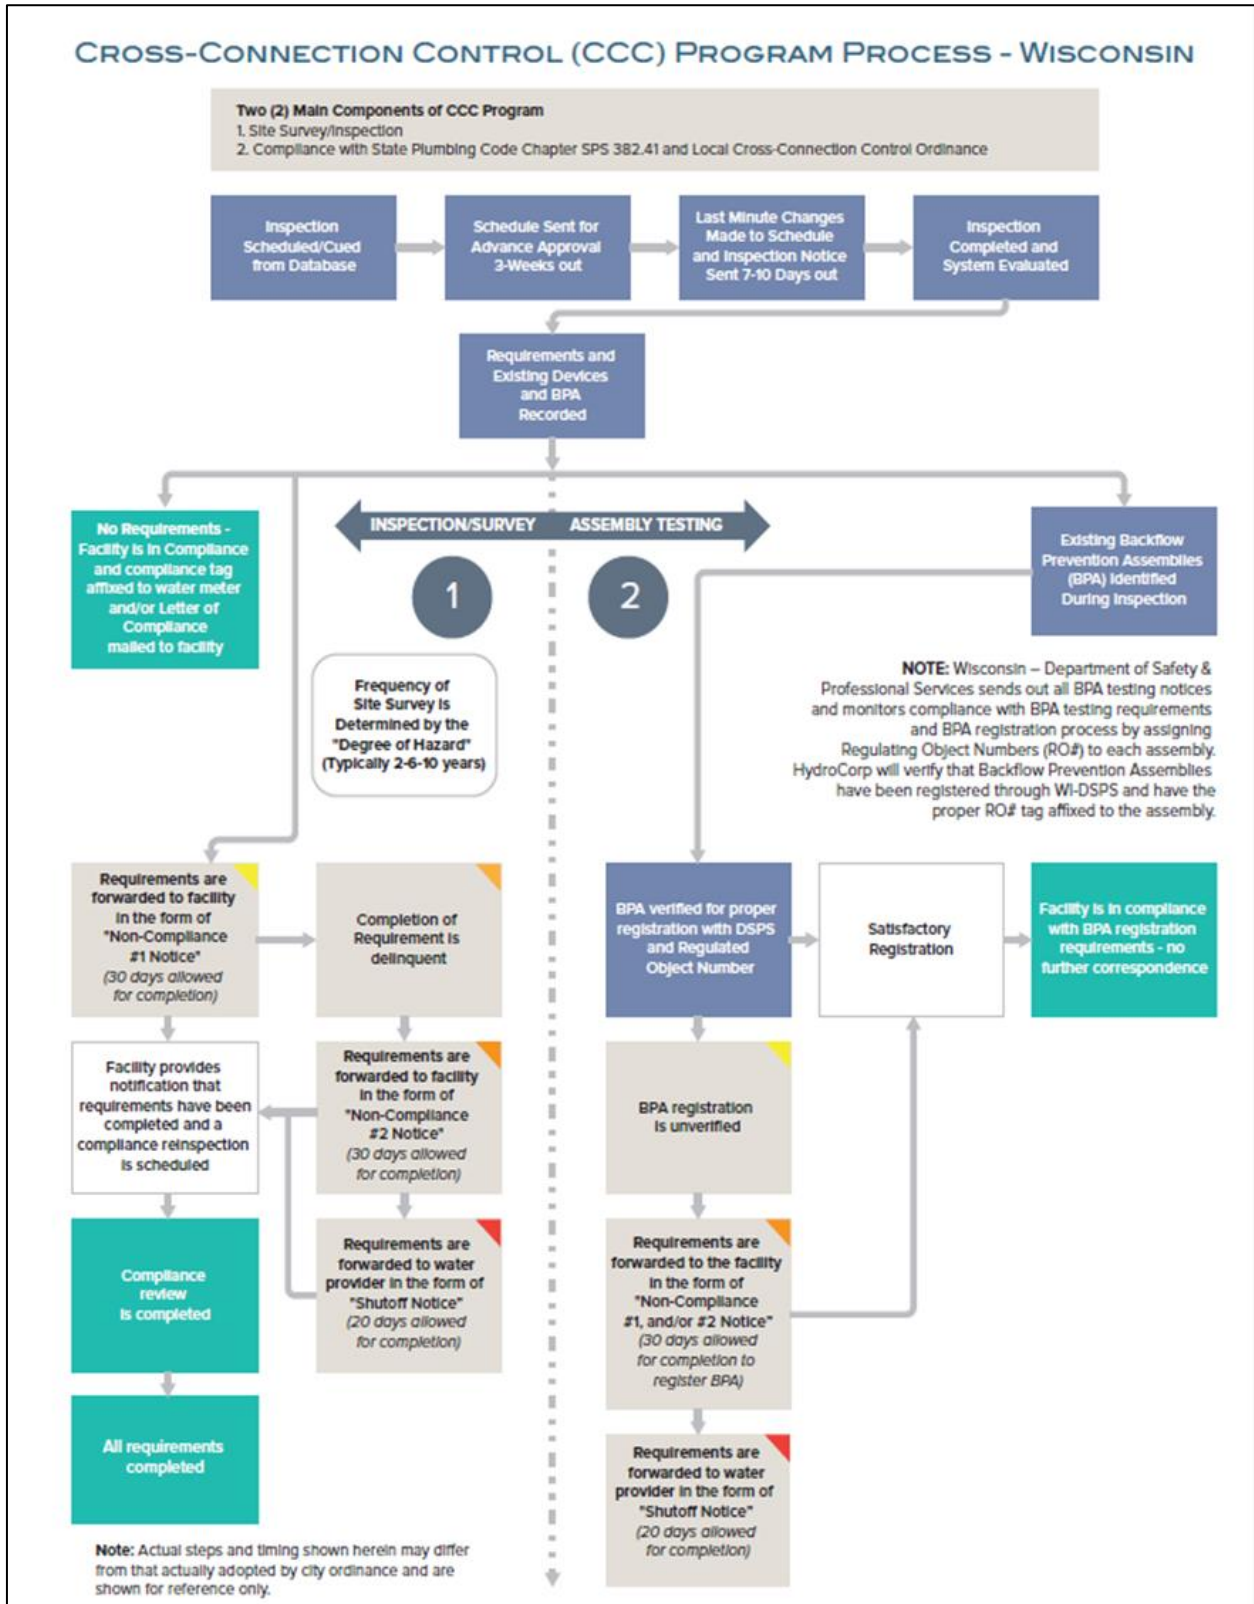 CROSS-CONNECTION CONTROL (CCC) PROGRAM PROCESS - WISCONSIN
Two (2) Main Components of CCC Program
1. Site Survey/Inspection
2. Compliance with State Plumbing Code Chapter SPS 382.41 and Local Cross-Connection Control Ordinance
Inspection
Scheduled/Cued
from Database
Schedule Sent for
Advance Approval
3-Weeks out
Last Minute Changes
Made to Schedule
and Inspection Notice
Sent 7-10 Days out
Inspection
Completed and
System Evaluated
Requirements and
Existing Devices
and BPA
Recorded
INSPECTION/SURVEY
ASSEMBLY TESTING
1
2
No Requirements -
Facility is in Compliance
and compliance tag
affixed to water meter
and/or Letter of
Compliance
mailed to facility
Existing Backflow
Prevention Assemblies
(BPA) Identified
During Inspection
Frequency of
Site Survey is
Determined by the
"Degree of Hazard"
(Typically 2-6-10 years)
NOTE: Wisconsin – Department of Safety &
Professional Services sends out all BPA testing notices
and monitors compliance with BPA testing requirements
and BPA registration process by assigning
Regulating Object Numbers (RO#) to each assembly.
HydroCorp will verify that Backflow Prevention Assemblies
have been registered through WI-DSPS and have the
proper RO# tag affixed to the assembly.
Requirements are
forwarded to facility
in the form of
"Non-Compliance
#1 Notice"
(30 days allowed
for completion)
Completion of
Requirement is
delinquent
BPA verified for proper
registration with DSPS
and Regulated
Object Number
Satisfactory
Registration
Facility is in compliance
with BPA registration
requirements - no
further correspondence
Facility provides
notification that
requirements have been
completed and a
compliance reinspection
is scheduled
Requirements are
forwarded to facility
in the form of
"Non-Compliance
#2 Notice"
(30 days allowed
for completion)
BPA registration
is unverified
Compliance
review
is completed
Requirements are
forwarded to water
provider in the form of
"Shutoff Notice"
(20 days allowed
for completion)
Requirements are
forwarded to the facility
in the form of
"Non-Compliance
#1, and/or #2 Notice"
(30 days allowed
for completion to
register BPA)
All requirements
completed
Requirements are
forwarded to water
provider in the form of
"Shutoff Notice"
(20 days allowed
for completion)
Note: Actual steps and timing shown herein may differ
from that actually adopted by city ordinance and are
shown for reference only.